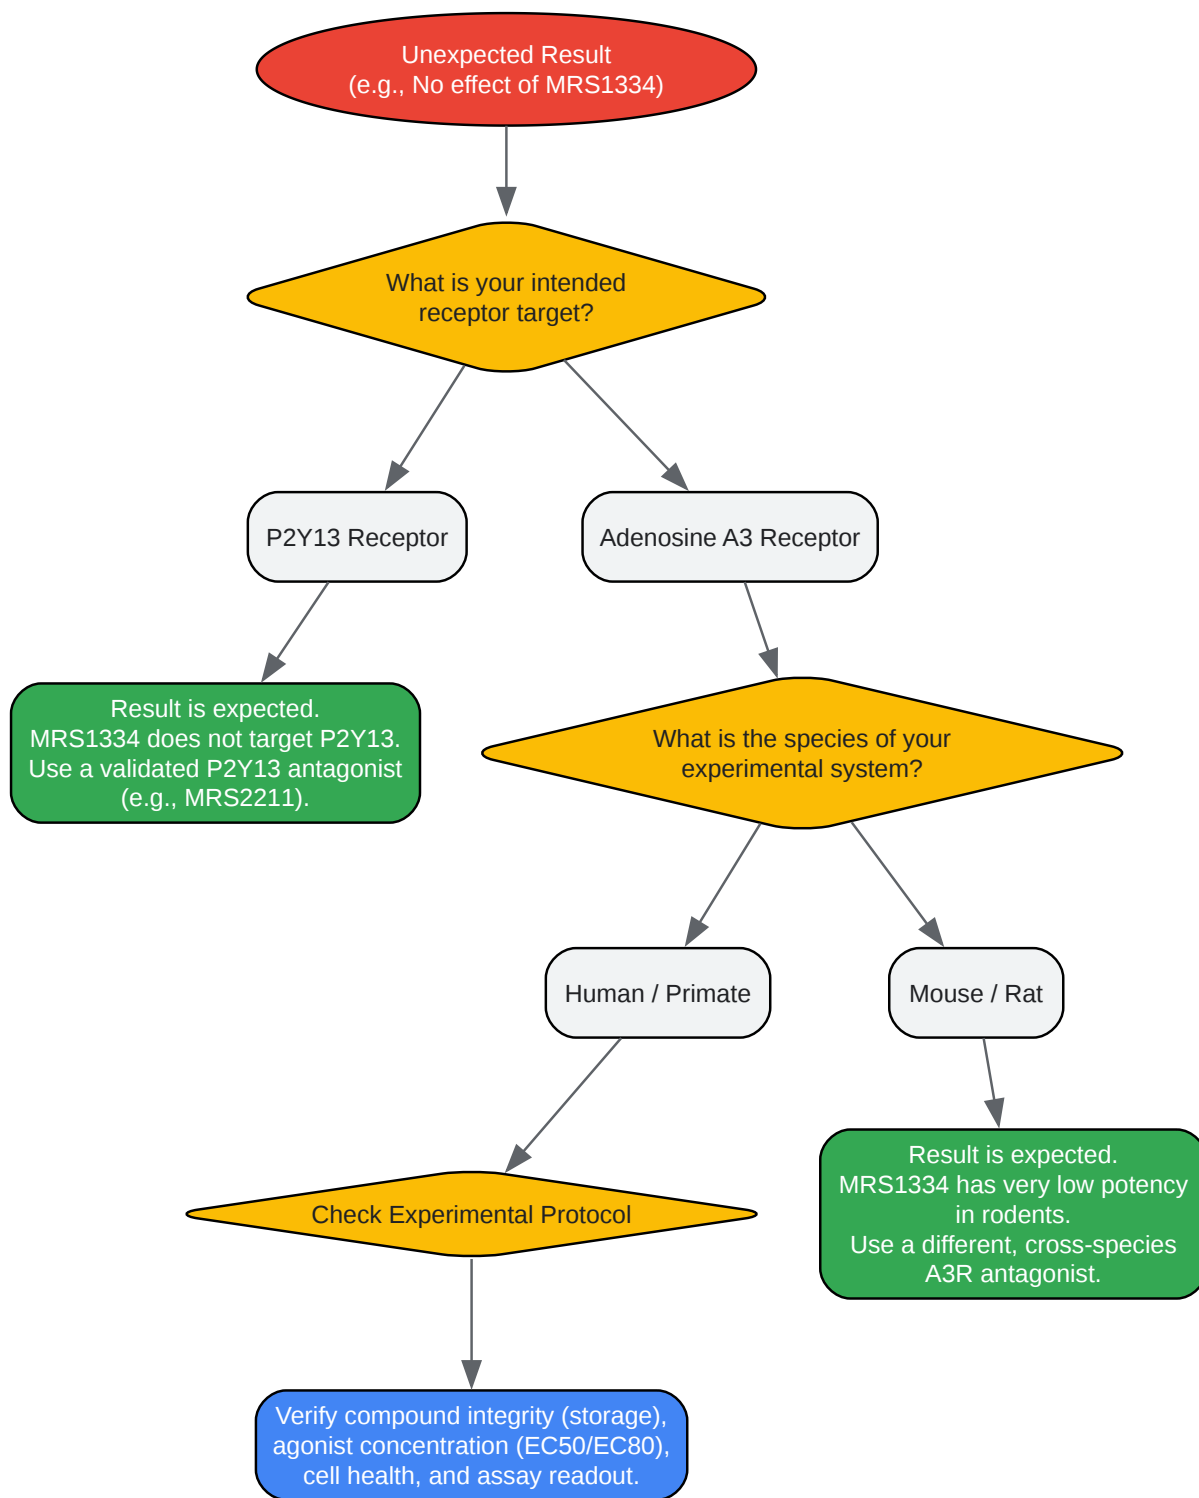 Unexpected Result
(e.g., No effect of MRS1334)
What is your intended
receptor target?
P2Y13 Receptor
Adenosine A3 Receptor
Result is expected.
MRS1334 does not target P2Y13.
Use a validated P2Y13 antagonist
(e.g., MRS2211).
What is the species of your
experimental system?
Human / Primate
Mouse / Rat
Check Experimental Protocol
Result is expected.
MRS1334 has very low potency
in rodents.
Use a different, cross-species
A3R antagonist.
Verify compound integrity (storage),
agonist concentration (EC50/EC80),
cell health, and assay readout.